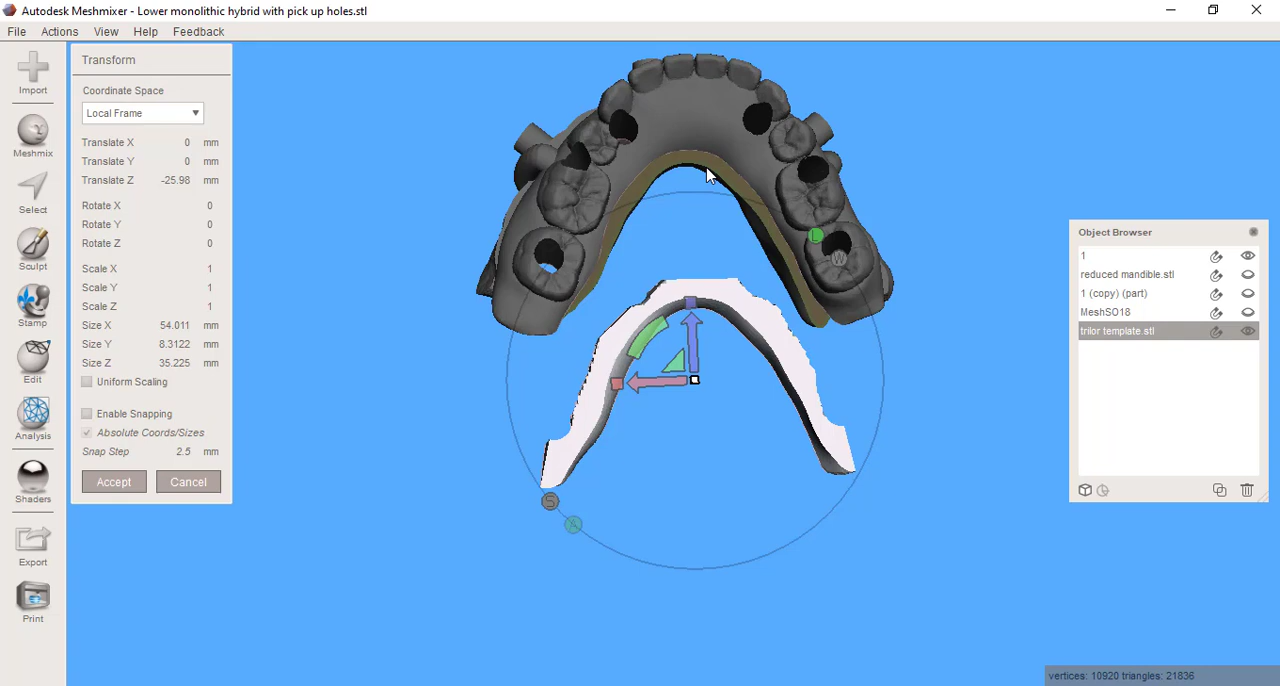 Autodesk Meshmixer - Lower monolithic hybrid with pick up holes.stl
File Actions View Help Feedback
Import
Meshmix
Select
Sculpt
Stamp
Edit
Analysis
Shaders
Export
Print
Transform
Coordinate Space
Local Frame
Translate X 0 mm
Translate Y 0 mm
Translate Z -25.98 mm
Rotate X 0
Rotate Y 0
Rotate Z 0
Scale X 1
Scale Y 1
Scale Z 1
Size X 54.011 mm
Size Y 8.3122 mm
Size Z 35.225 mm
Uniform Scaling
Enable Snapping
Absolute Coords/Sizes
Snap Step 2.5 mm
Accept Cancel
L
W
S
A
Object Browser
1
reduced mandible.stl
1 (copy) (part)
MeshSO18
trilor template.stl
vertices: 10920 triangles: 21836